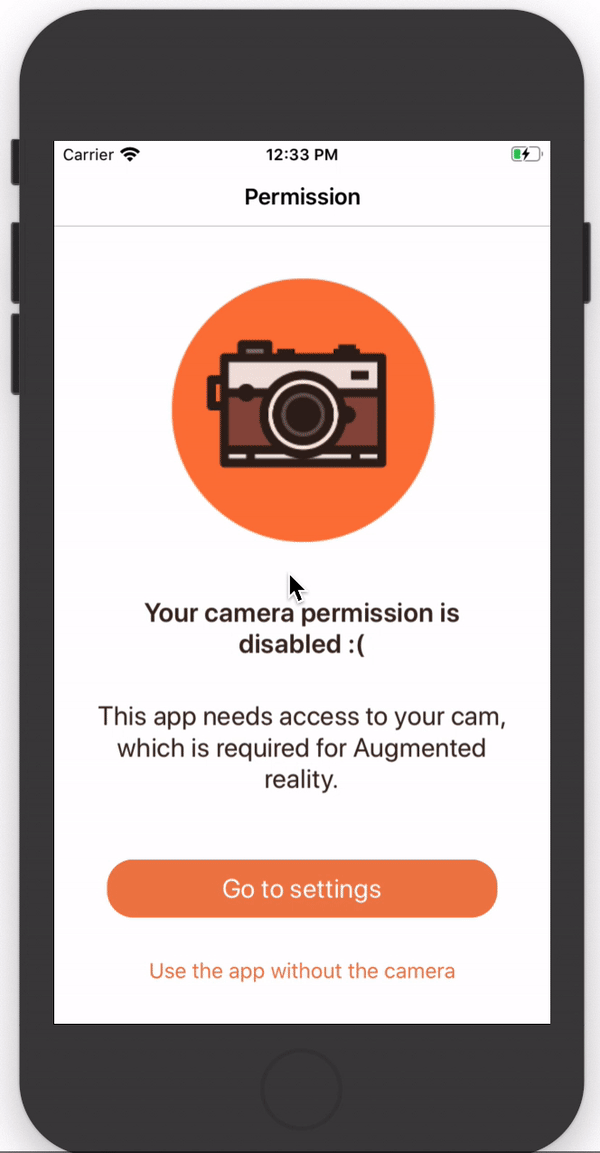 Carrier 12:33 PM
Permission
Your camera permission is
disabled :(
This app needs access to your cam,
which is required for Augmented
reality.
Go to settings
Use the app without the camera